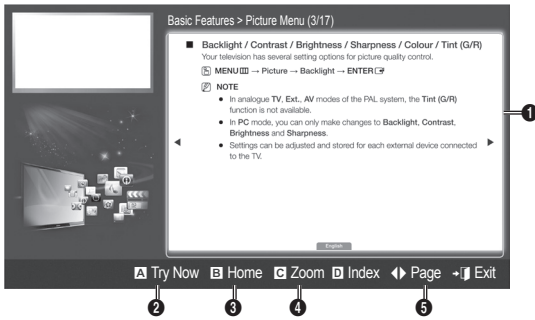 Basic Features > Picture Menu (3/17)
■ Backlight / Contrast / Brightness / Sharpness / Colour / Tint (G/R)
Your television has several setting options for picture quality control.
MENU → Picture → Backlight → ENTER
NOTE
• In analogue TV, Ext., AV modes of the PAL system, the Tint (G/R)
function is not available.
• In PC mode, you can only make changes to Backlight, Contrast,
Brightness and Sharpness.
• Settings can be adjusted and stored for each external device connected
to the TV.
1
English
A Try Now B Home C Zoom D Index Page Exit
2 3 4 5